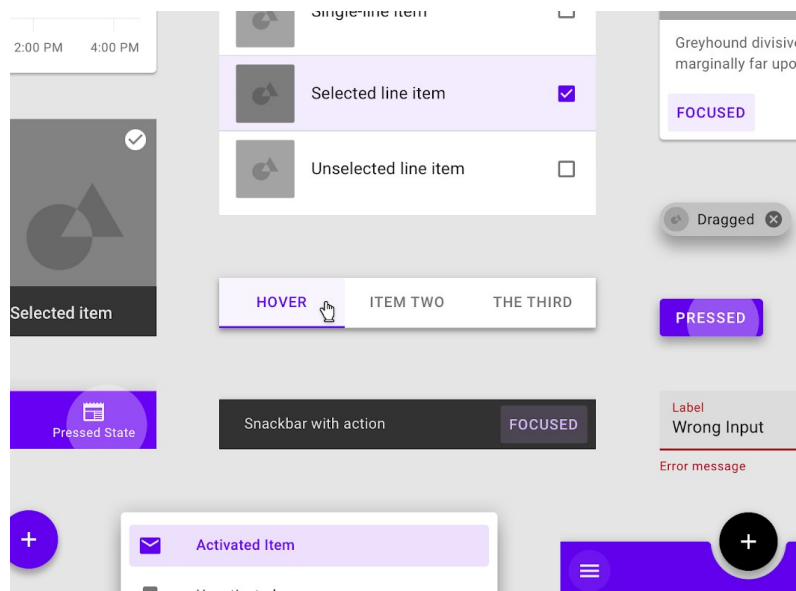 Single-line item
2:00 PM 4:00 PM
Greyhound divisive
marginally far upo
Selected line item
FOCUSED
Unselected line item
Dragged
HOVER ITEM TWO THE THIRD
Selected item
PRESSED
Label
Snackbar with action FOCUSED
Wrong Input
Pressed State
Error message
Activated Item